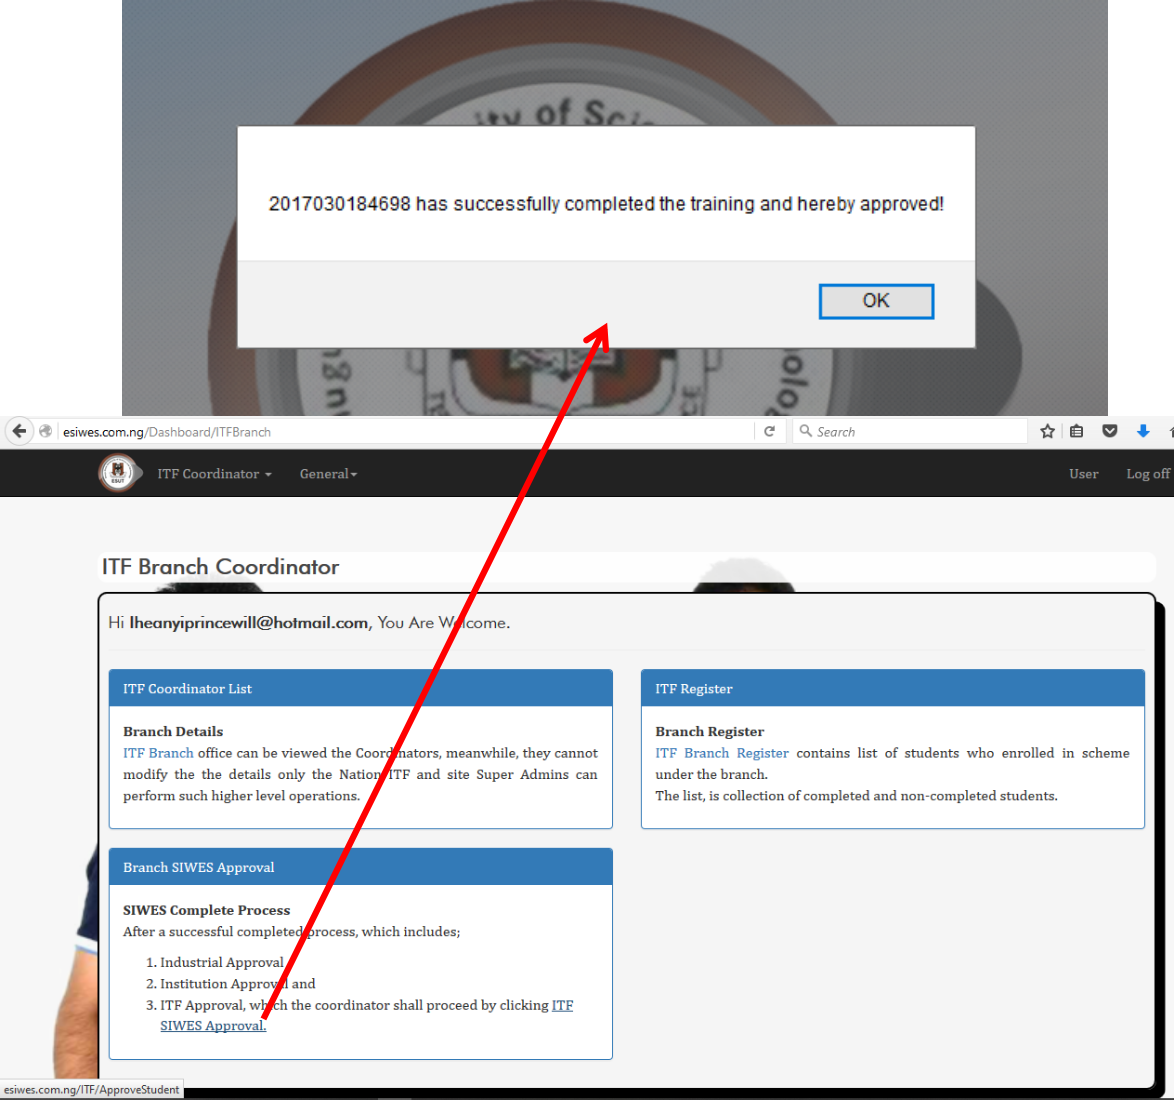 ity of Scie
2017030184698 has successfully completed the training and hereby approved!
OK
esiwes.com.ng/Dashboard/ITFBranch
Search
ESUT
ITF Coordinator
General
User
Log off
ITF Branch Coordinator
Hi Iheanyiprincewill@hotmail.com, You Are Welcome.
ITF Coordinator List
Branch Details
ITF Branch office can be viewed the Coordinators, meanwhile, they cannot
modify the the details only the Nation ITF and site Super Admins can
perform such higher level operations.
ITF Register
Branch Register
ITF Branch Register contains list of students who enrolled in scheme
under the branch.
The list, is collection of completed and non-completed students.
Branch SIWES Approval
SIWES Complete Process
After a successful completed process, which includes;
1. Industrial Approval
2. Institution Approval and
3. ITF Approval, which the coordinator shall proceed by clicking ITF
SIWES Approval.
esiwes.com.ng/ITF/ApproveStudent